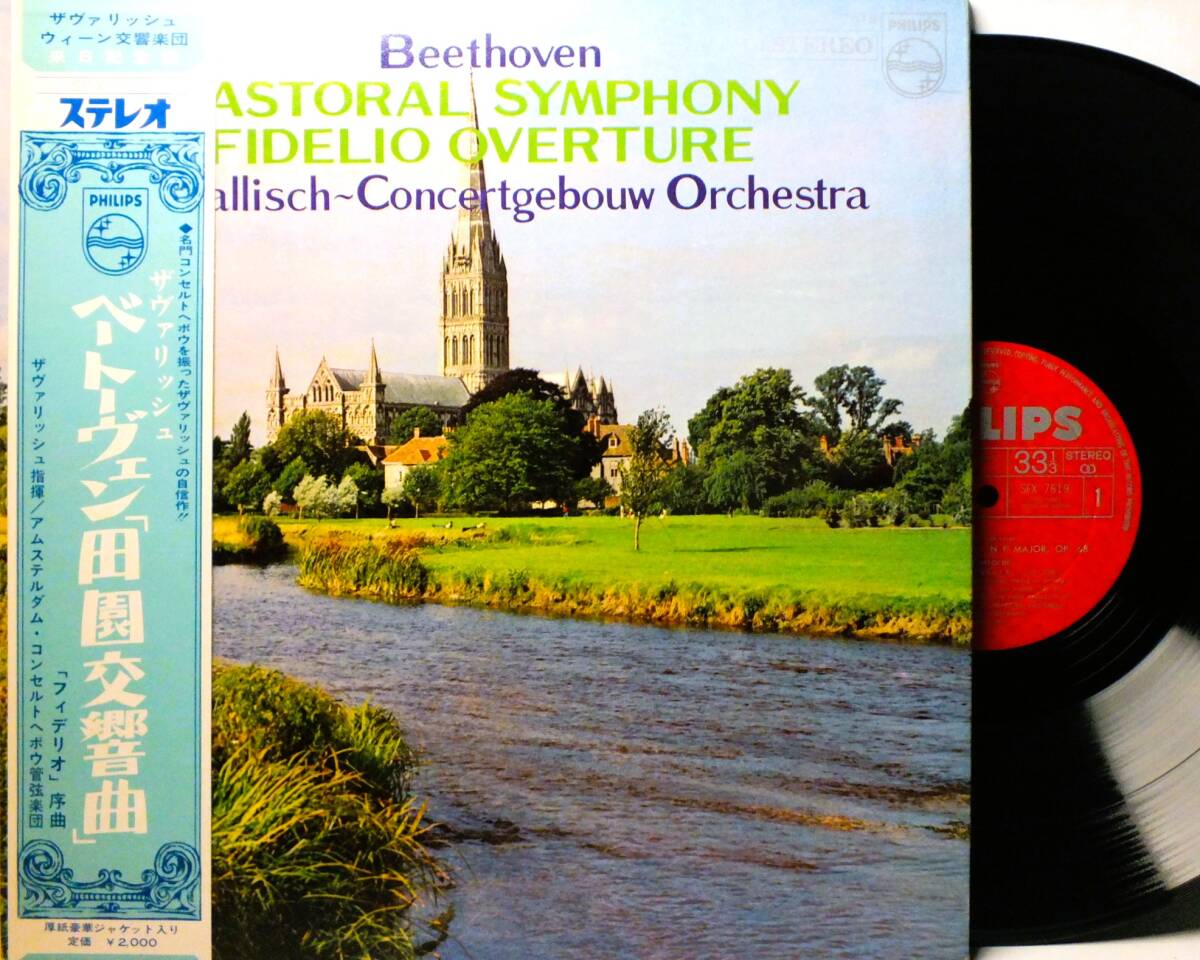 ザヴァリッシュ
ウィーン交響楽団
来日記念盤
ステレオ
PHILIPS
◆名門コンセルトヘボウを振ったザヴァリッシュの自信作!!
ザヴァリッシュ
ベートーヴェン「田園交響曲」
「フィデリオ」序曲
ザヴァリッシュ指揮/アムステルダム・コンセルトヘボウ管弦楽団
厚紙豪華ジャケット入り
定価 ¥2,000
Beethoven
ASTORAL SYMPHONY
FIDELIO OVERTURE
allisch~Concertgebouw Orchestra
STEREO
PHILIPS
LIPS
33 1/3
STEREO
SFX 7619
1
N F MAJOR, OP. 68